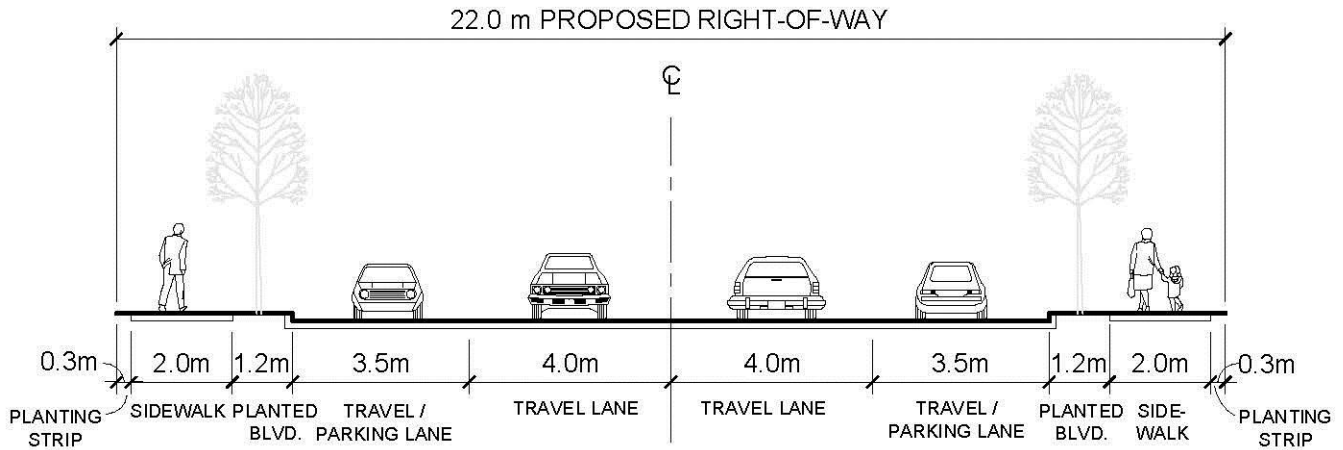 22.0 m PROPOSED RIGHT-OF-WAY
℄
0.3m 2.0m 1.2m 3.5m 4.0m 4.0m 3.5m 1.2m 2.0m 0.3m
PLANTING
STRIP
SIDEWALK
PLANTED
BLVD.
TRAVEL /
PARKING LANE
TRAVEL LANE
TRAVEL LANE
TRAVEL /
PARKING LANE
PLANTED
BLVD.
SIDE-
WALK
PLANTING
STRIP